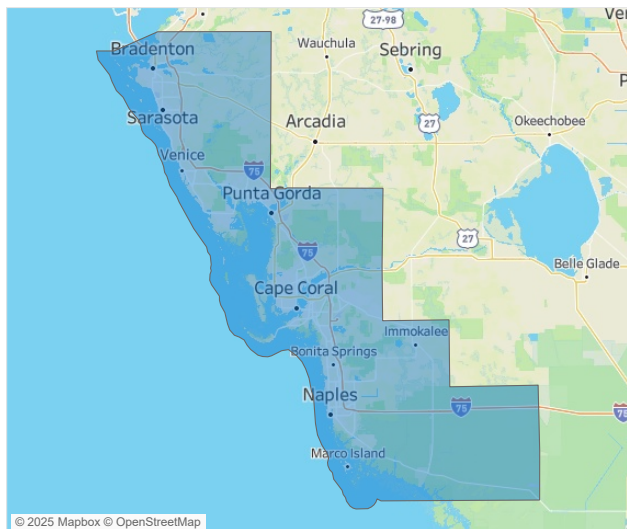 27-98
Ve
Bradenton
Wauchula
Sebring
P
Sarasota
Arcadia
27
Okeechobee
Venice
75
Punta Gorda
75
27
Belle Glade
Cape Coral
Immokalee
Bonita Springs
Naples
75
75
Marco Island
© 2025 Mapbox © OpenStreetMap